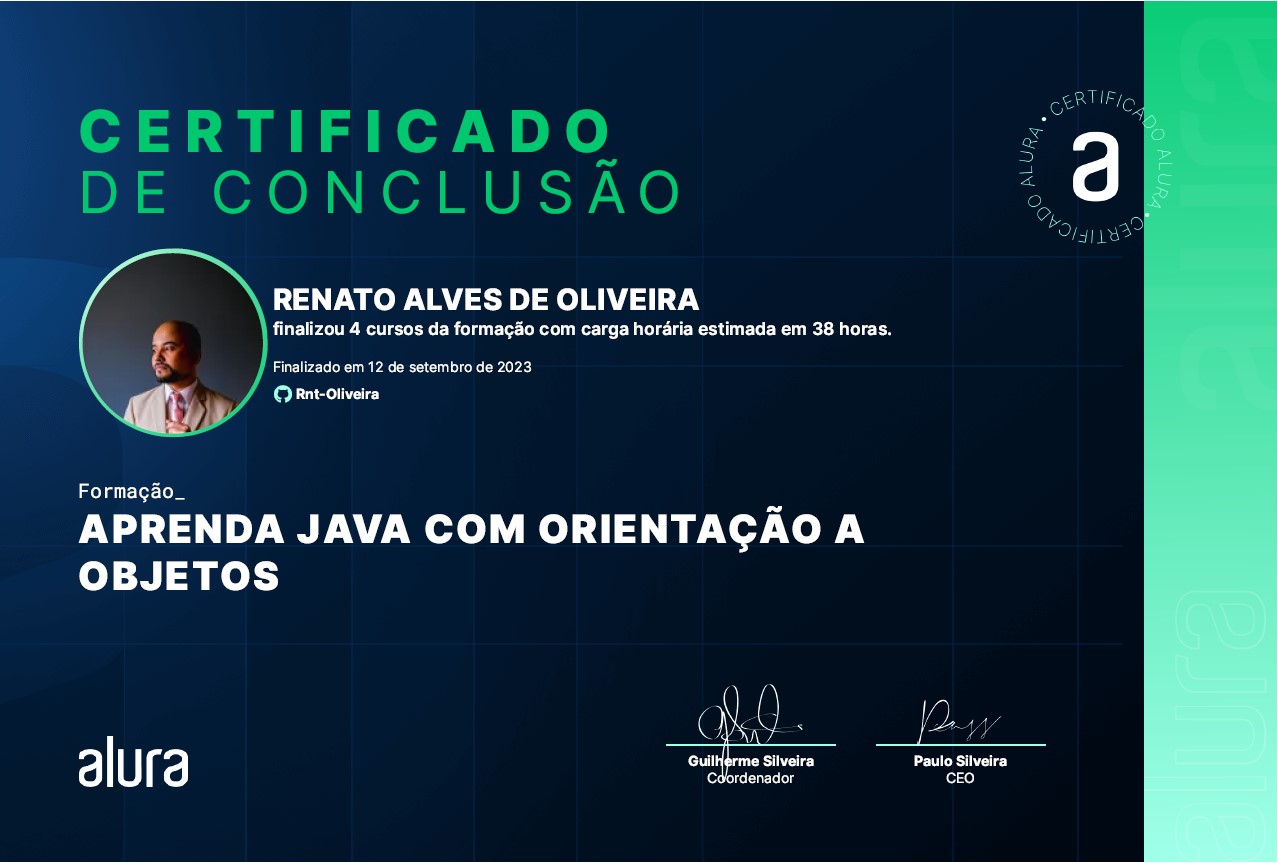 CERTIFICADO
DE CONCLUSÃO
CERTIFICADO ALURA • CERTIFICADO ALURA •
a
RENATO ALVES DE OLIVEIRA
finalizou 4 cursos da formação com carga horária estimada em 38 horas.
Finalizado em 12 de setembro de 2023
Rnt-Oliveira
Formação_
APRENDA JAVA COM ORIENTAÇÃO A
OBJETOS
alura
Guilherme Silveira
Coordenador
Paulo Silveira
CEO
alura
alura